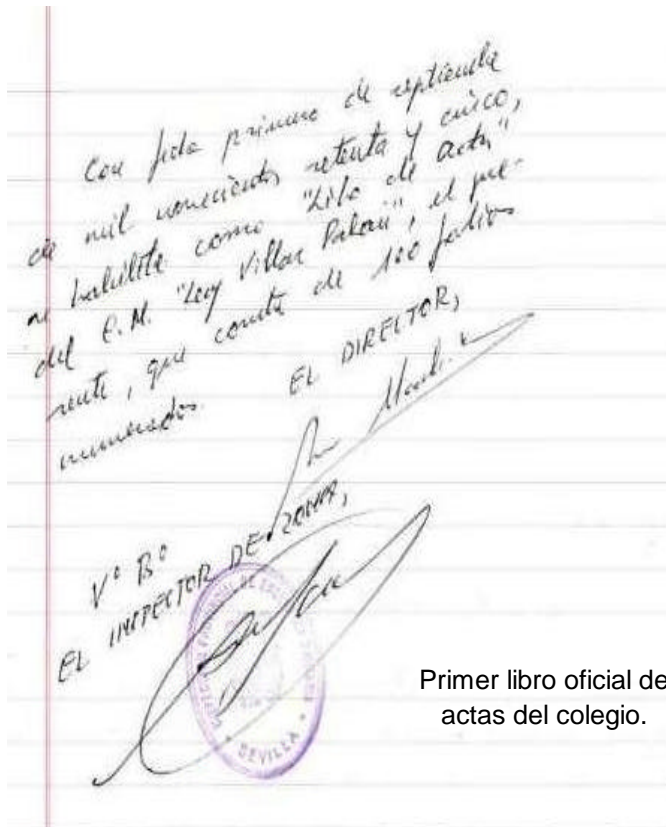 Con fecha primero de septiembre
de mil novecientos setenta y cinco,
se habilita como "Libro de Actas",
del C.M. "Ley Villar Palasí", el pre-
sente, que consta de 100 folios
numerados.
EL DIRECTOR,
Vº Bº
EL INSPECTOR DE ZONA,
SEVILLA
Primer libro oficial de
actas del colegio.